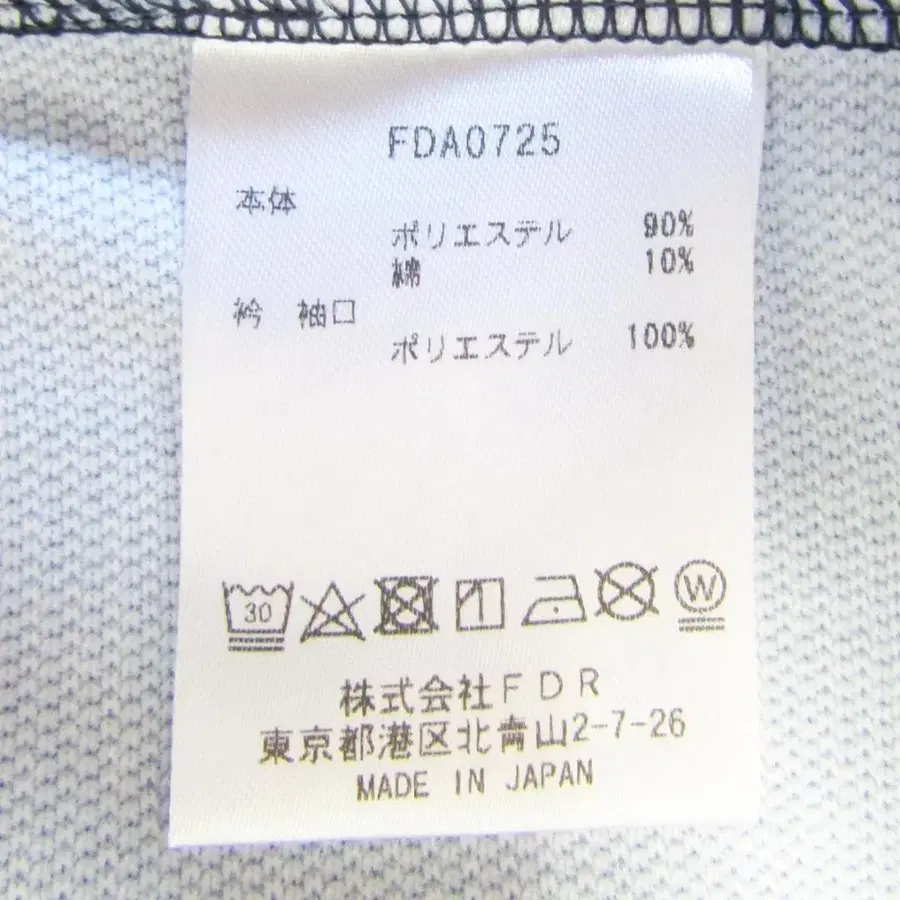 FDA0725
本体
ポリエステル 90%
綿 10%
衿 袖口
ポリエステル 100%
30
W
株式会社FDR
東京都港区北青山2-7-26
MADE IN JAPAN